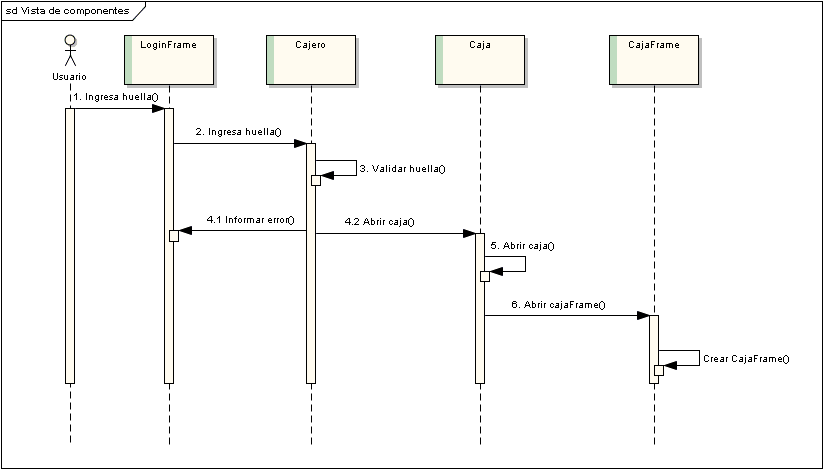 sd Vista de componentes
Usuario
LoginFrame
Cajero
Caja
CajaFrame
1. Ingresa huella()
2. Ingresa huella()
3. Validar huella()
4.1 Informar error()
4.2 Abrir caja()
5. Abrir caja()
6. Abrir cajaFrame()
Crear CajaFrame()